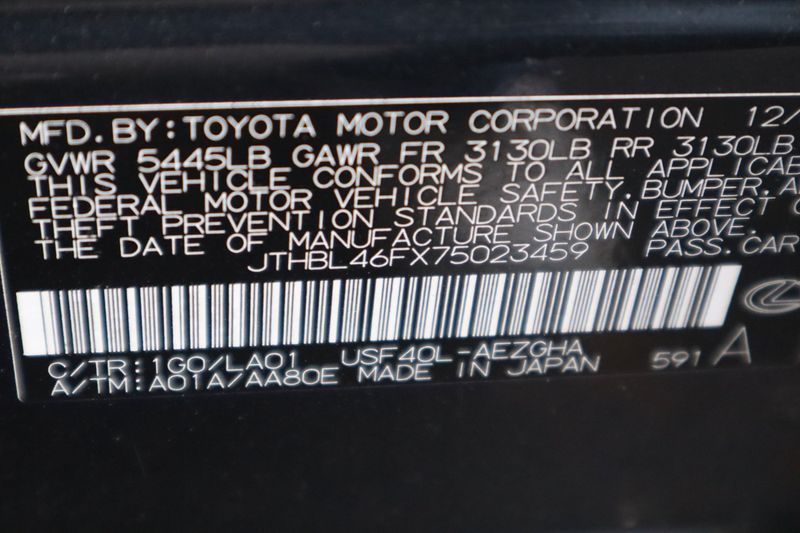 MFD. BY: TOYOTA MOTOR CORPORATION 12/
GVWR 5445LB GAWR FR 3130LB RR 3130LB
THIS VEHICLE CONFORMS TO ALL APPLICAB
FEDERAL MOTOR VEHICLE SAFETY, BUMPER, A
THEFT PREVENTION STANDARDS IN EFFECT O
THE DATE OF MANUFACTURE SHOWN ABOVE.
JTHBL46FX75023459 PASS. CAR
C/TR: 1G0/LA01 USF40L-AEZGHA
A/TM: A01A/AA80E MADE IN JAPAN 591 A